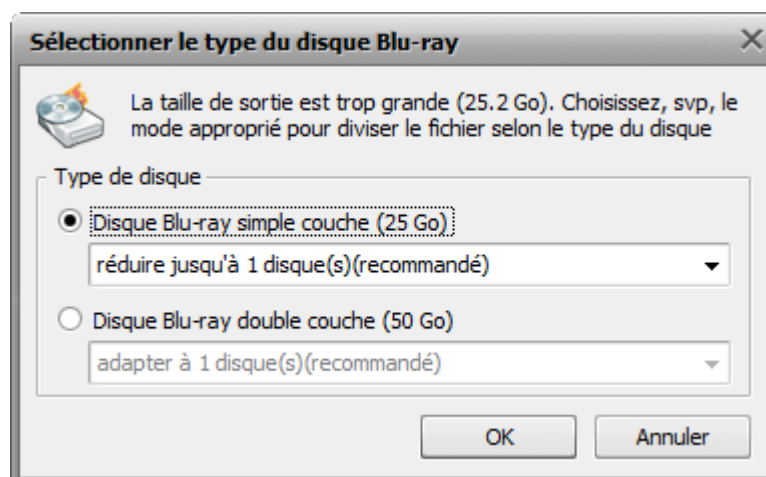 Sélectionner le type du disque Blu-ray
La taille de sortie est trop grande (25.2 Go). Choisissez, svp, le
mode approprié pour diviser le fichier selon le type du disque
Type de disque
Disque Blu-ray simple couche (25 Go)
réduire jusqu'à 1 disque(s)(recommandé)
Disque Blu-ray double couche (50 Go)
adapter à 1 disque(s)(recommandé)
OK Annuler